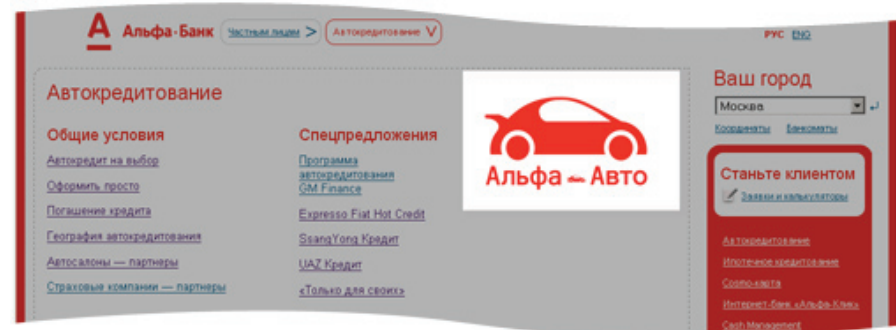 А Альфа·Банк Частным лицам > Автокредитование V
РУС ENG
Автокредитование
Общие условия
Автокредит на выбор
Оформить просто
Погашение кредита
География автокредитования
Автосалоны — партнеры
Страховые компании — партнеры
Спецпредложения
Программа
автокредитования
GM Finance
Expresso Fiat Hot Credit
SsangYong Кредит
UAZ Кредит
«Только для своих»
Альфа Авто
Ваш город
Москва
Координаты Банкоматы
Станьте клиентом
Заявки и калькуляторы
Автокредитование
Ипотечное кредитование
Cosmo-карта
Интернет-банк «Альфа-Клик»
Cash Management